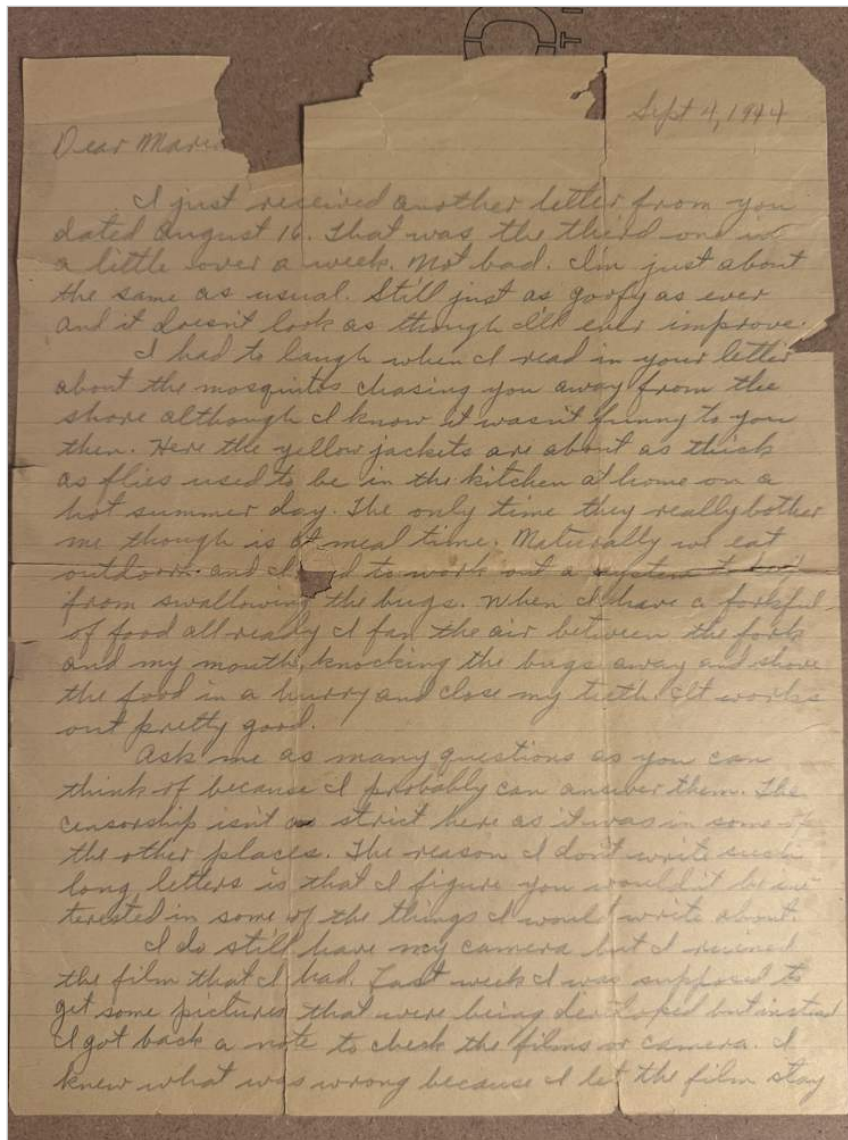 Sept 4, 1944
Dear Marie
I just received another letter from you
dated August 16. That was the third one in
a little over a week. Not bad. I'm just about
the same as usual. Still just as goofy as ever
and it doesn't look as though I'll ever improve.
I had to laugh when I read in your letter
about the mosquitos chasing you away from the
shore although I know it wasn't funny to you
then. Here the yellow jackets are about as thick
as flies used to be in the kitchen at home on a
hot summer day. The only time they really bother
me though is at meal time. Naturally we eat
outdoors and I to work out a system to
from swallowing the bugs. When I have a forkful
of food all ready I fan the air between the fork
and my mouth, knocking the bugs away and shove
the food in a hurry and close my teeth. It works
out pretty good.
Ask me as many questions as you can
think of because I probably can answer them. The
censorship isn't as strict here as it was in some of
the other places. The reason I don't write such
long letters is that I figure you wouldn't be in-
terested in some of the things I would write about.
I do still have my camera but I ruined
the film that I had. Last week I was supposed to
get some pictures that were being developed but instead
I got back a note to check the films or camera. I
knew what was wrong because I let the film stay